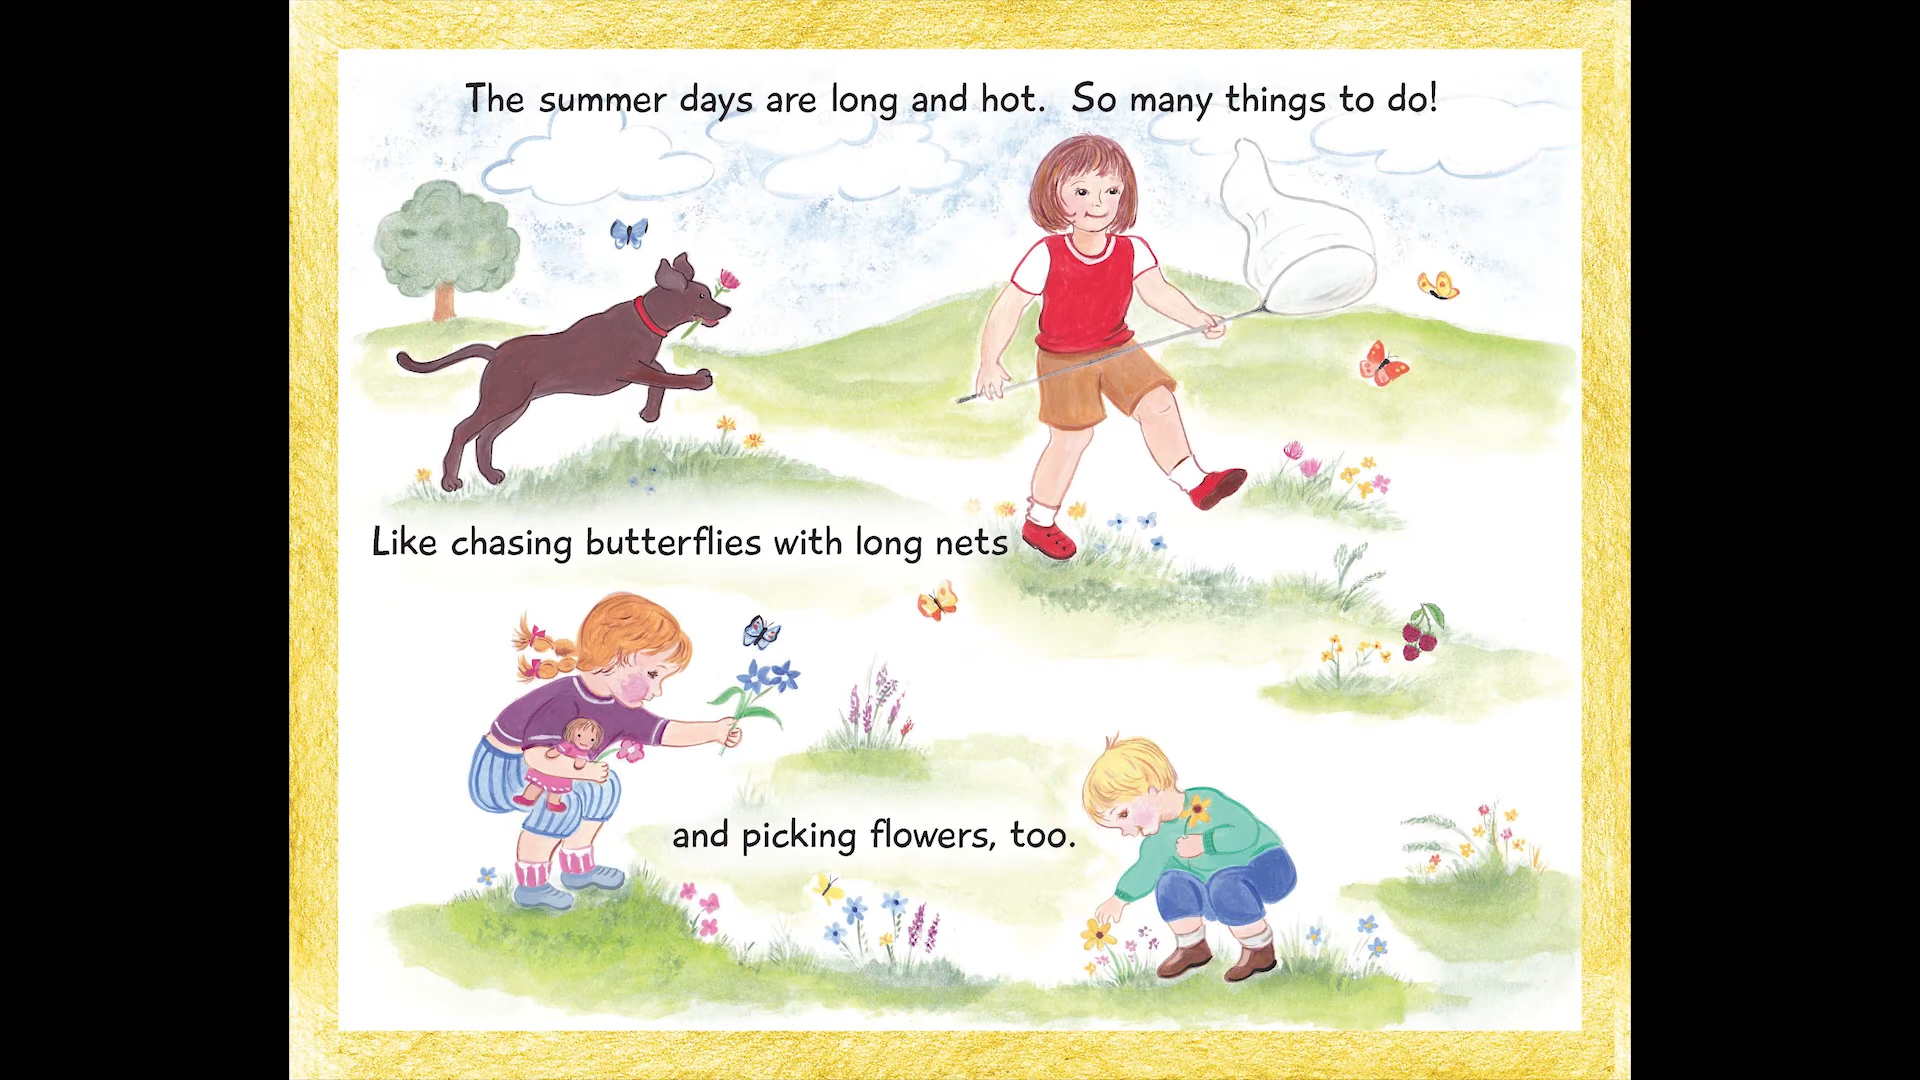 The summer days are long and hot. So many things to do!
Like chasing butterflies with long nets
and picking flowers, too.